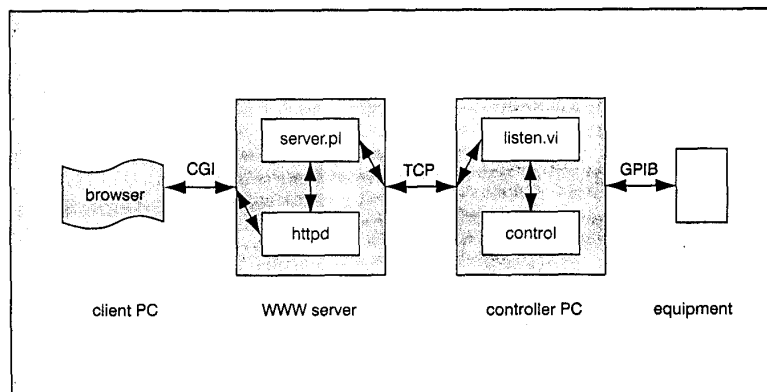 server.pl
listen.vi
CGI
TCP
GPIB
browser
httpd
control
client PC
WWW server
controller PC
equipment